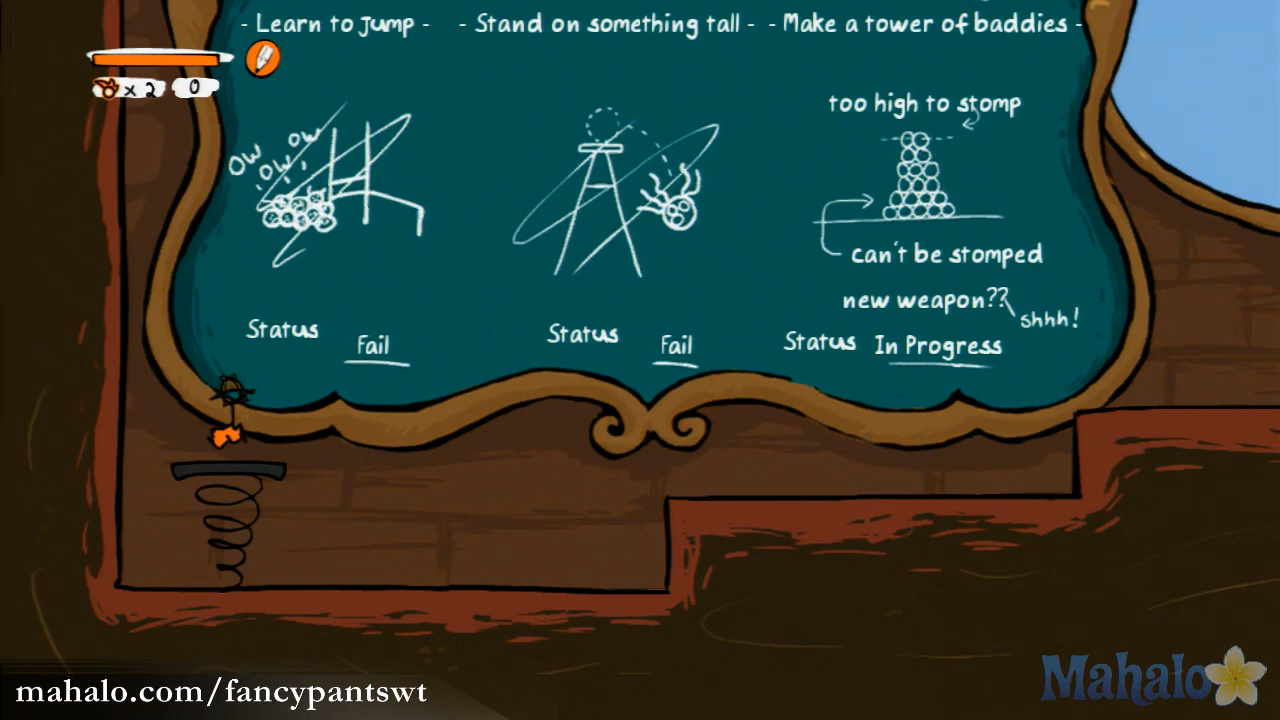 - Learn to jump - - Stand on something tall - - Make a tower of baddies -
x 2 0
too high to stomp
OW OW OW
can't be stomped
new weapon??
shhh!
Status Fail
Status Fail
Status In Progress
mahalo.com/fancypantswt
Mahalo